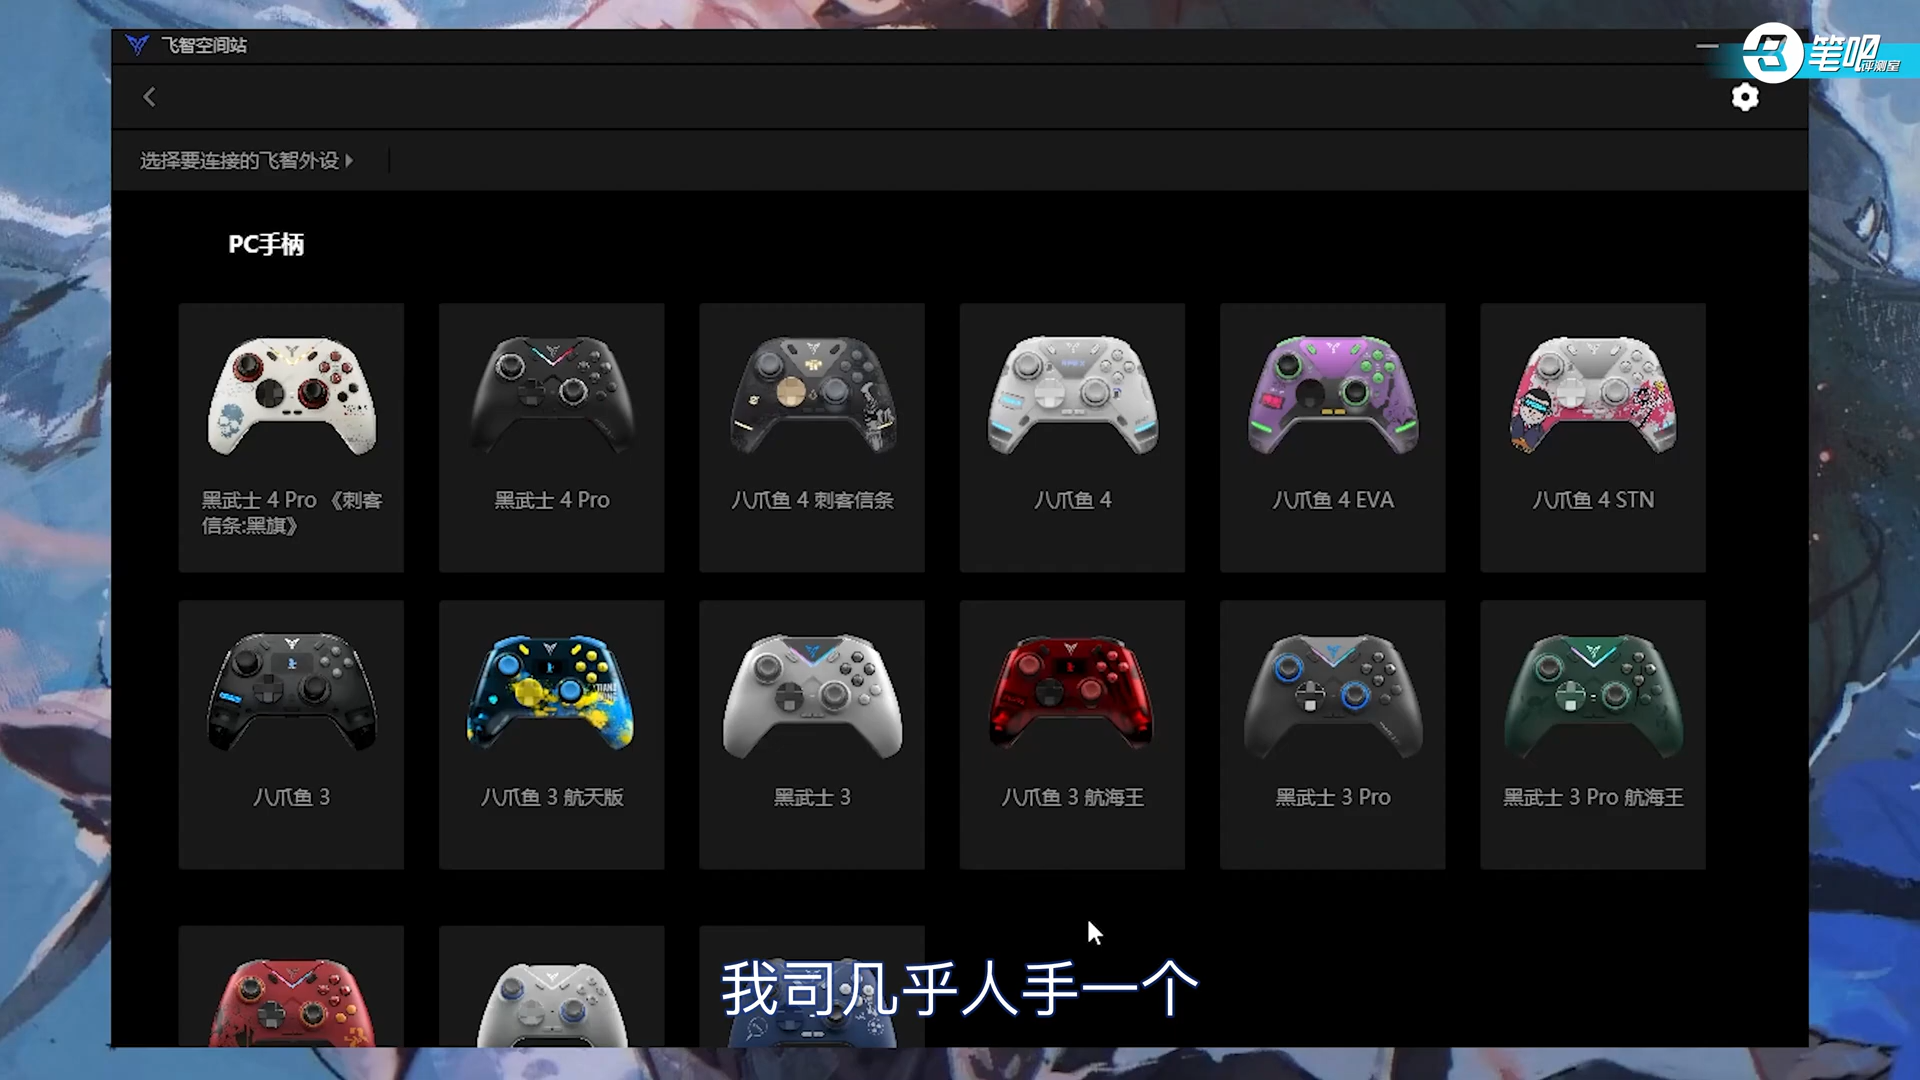 飞智空间站
笔吧
评测室
选择要连接的飞智外设
PC手柄
黑武士 4 Pro 《刺客
信条:黑旗》
黑武士 4 Pro
八爪鱼 4 刺客信条
八爪鱼 4
八爪鱼 4 EVA
八爪鱼 4 STN
八爪鱼 3
八爪鱼 3 航天版
黑武士 3
八爪鱼 3 航海王
黑武士 3 Pro
黑武士 3 Pro 航海王
我司几乎人手一个